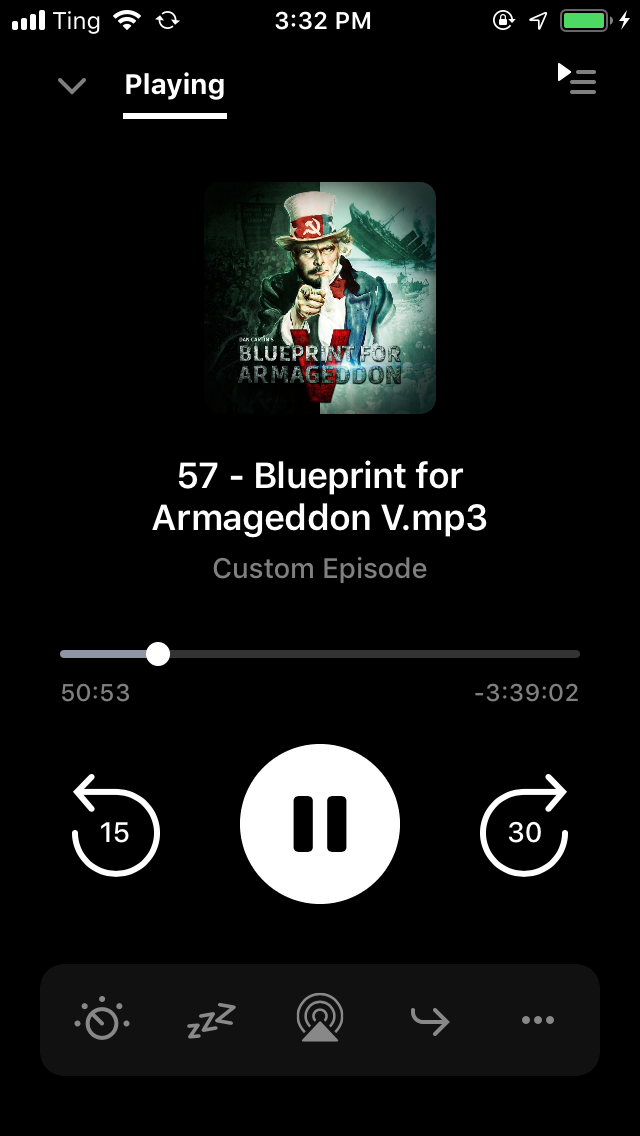 Ting
3:32 PM
Playing
DAN CARLIN'S
BLUEPRINT FOR
ARMAGEDDON
V
57 - Blueprint for
Armageddon V.mp3
Custom Episode
50:53
-3:39:02
15
30
zzz